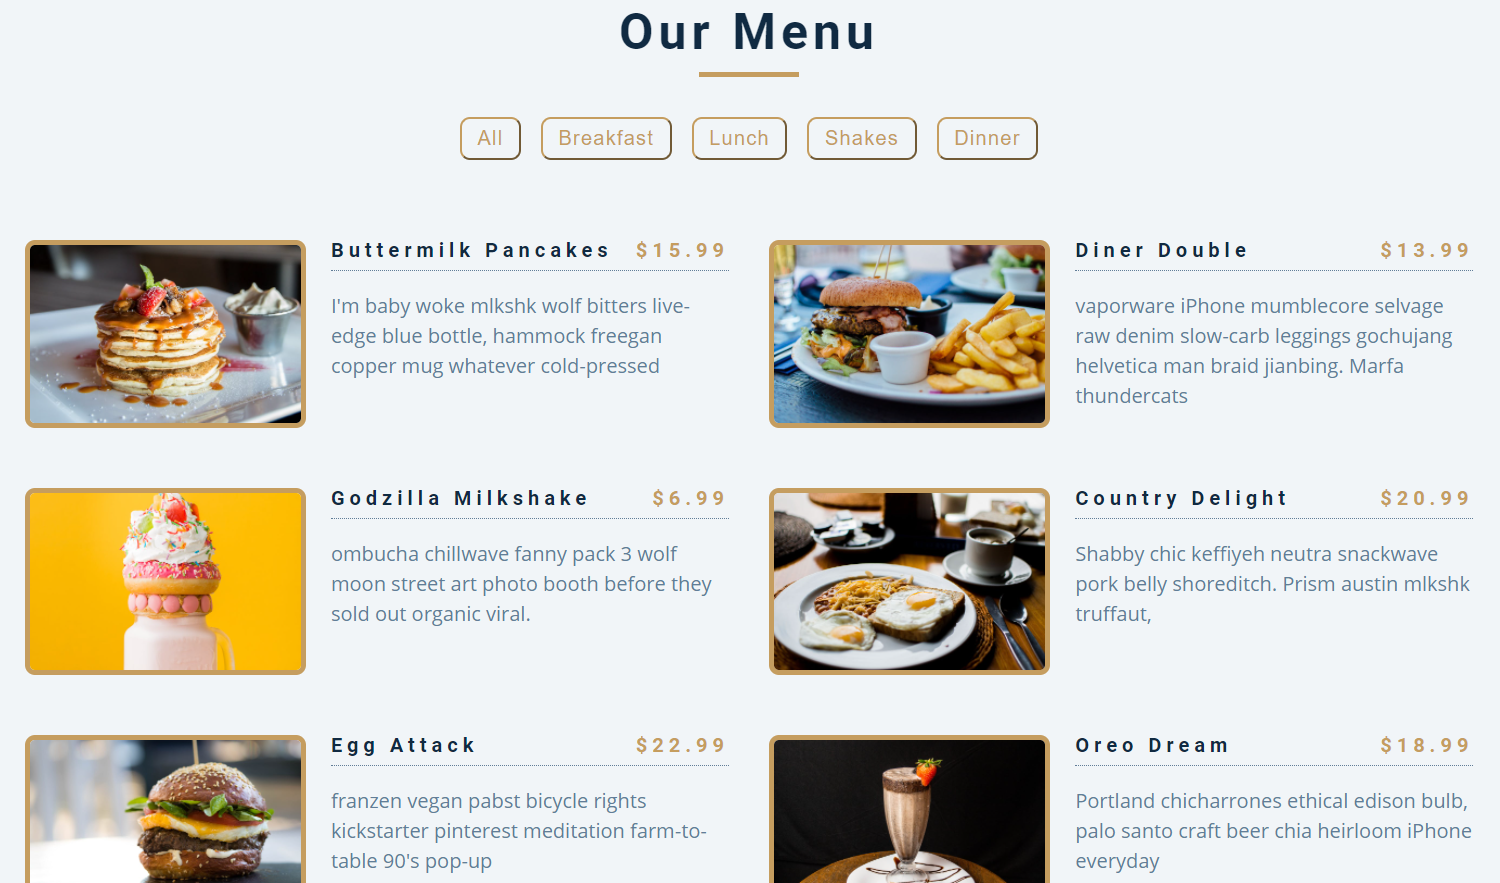 Our Menu
All Breakfast Lunch Shakes Dinner
Buttermilk Pancakes $15.99
I'm baby woke mlkshk wolf bitters live-
edge blue bottle, hammock freegan
copper mug whatever cold-pressed
Diner Double $13.99
vaporware iPhone mumblecore selvage
raw denim slow-carb leggings gochujang
helvetica man braid jianbing. Marfa
thundercats
Godzilla Milkshake $6.99
ombucha chillwave fanny pack 3 wolf
moon street art photo booth before they
sold out organic viral.
Country Delight $20.99
Shabby chic keffiyeh neutra snackwave
pork belly shoreditch. Prism austin mlkshk
truffaut,
Egg Attack $22.99
franzen vegan pabst bicycle rights
kickstarter pinterest meditation farm-to-
table 90's pop-up
Oreo Dream $18.99
Portland chicharrones ethical edison bulb,
palo santo craft beer chia heirloom iPhone
everyday